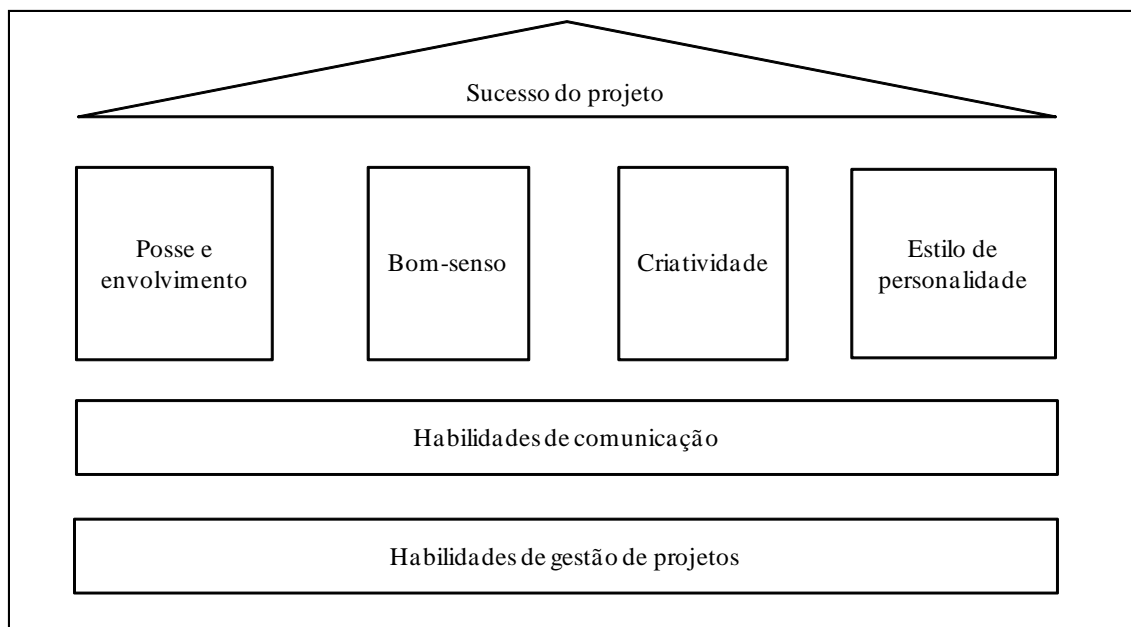 Sucesso do projeto
Posse e
envolvimento
Bom-senso
Criatividade
Estilo de
personalidade
Habilidades de comunicação
Habilidades de gestão de projetos